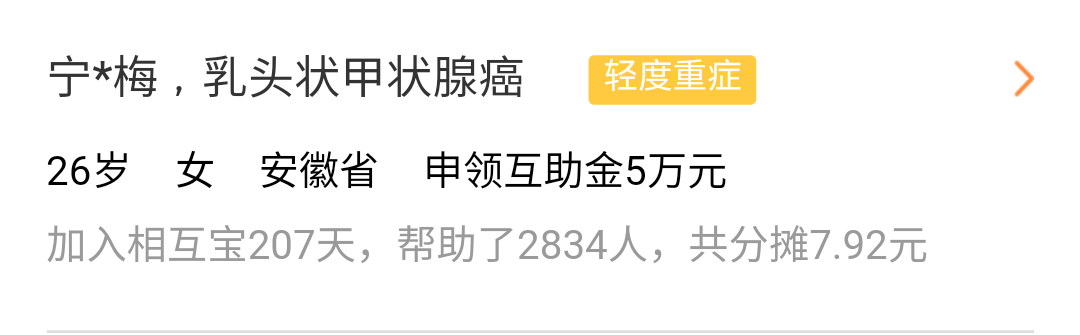 宁*梅，乳头状甲状腺癌 轻度重症
26岁 女 安徽省 申领互助金5万元
加入相互宝207天，帮助了2834人，共分摊7.92元